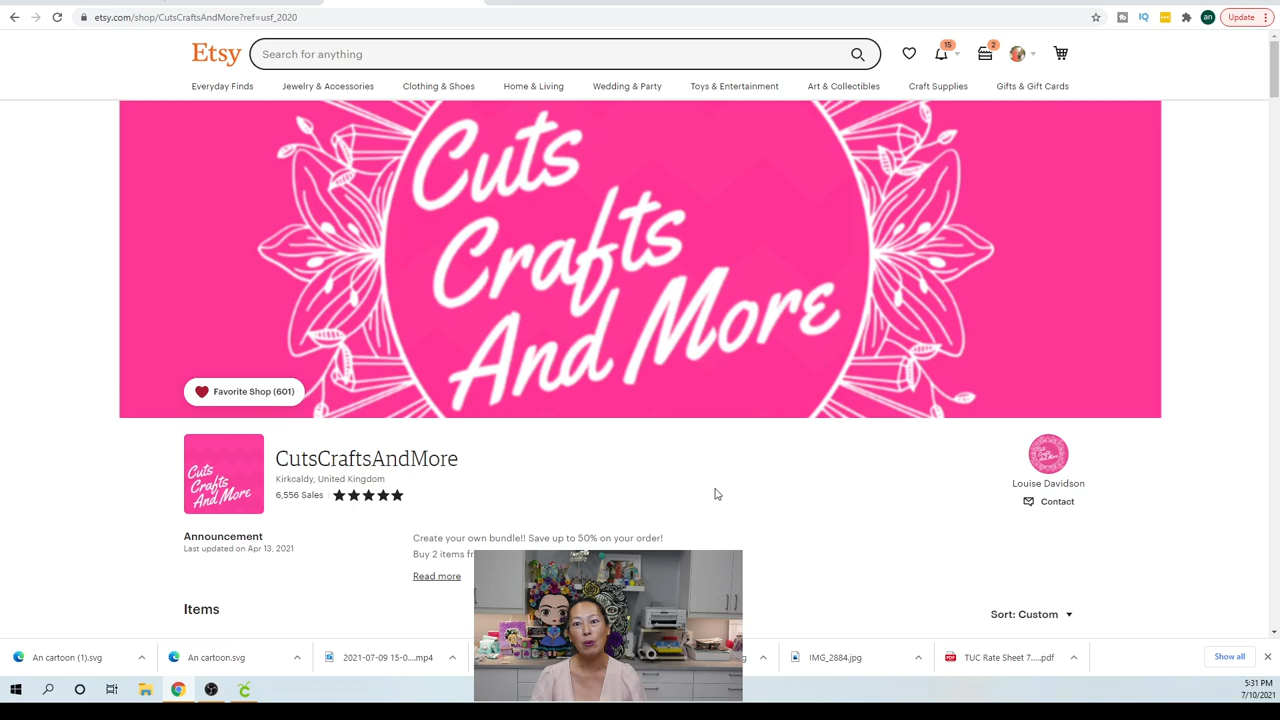 etsy.com/shop/CutsCraftsAndMore?ref=usf_2020
IQ
an
Update
Etsy
Search for anything
15
2
Everyday Finds
Jewelry & Accessories
Clothing & Shoes
Home & Living
Wedding & Party
Toys & Entertainment
Art & Collectibles
Craft Supplies
Gifts & Gift Cards
Cuts
Crafts
And More
Favorite Shop (601)
Cuts
Crafts
And More
CutsCraftsAndMore
Kirkcaldy, United Kingdom
6,556 Sales
Louise Davidson
Contact
Announcement
Last updated on Apr 13, 2021
Create your own bundle!! Save up to 50% on your order!
Buy 2 items
Read more
Items
Sort: Custom
An cartoon (1).svg
An cartoon.svg
2021-07-09 15-0....mp4
IMG_2884.jpg
TUC Rate Sheet 7....pdf
Show all
5:31 PM
7/10/2021